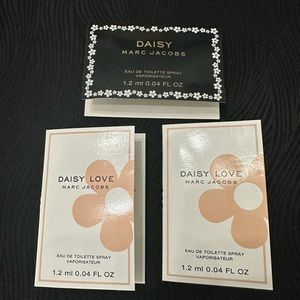 DAISY
MARC JACOBS
EAU DE TOILETTE SPRAY
VAPORISATEUR
1.2 ml 0.04 FL OZ
DAISY LOVE
MARC JACOBS
EAU DE TOILETTE SPRAY
VAPORISATEUR
1.2 ml 0.04 FL OZ
DAISY LOVE
MARC JACOBS
EAU DE TOILETTE SPRAY
VAPORISATEUR
1.2 ml 0.04 FL OZ